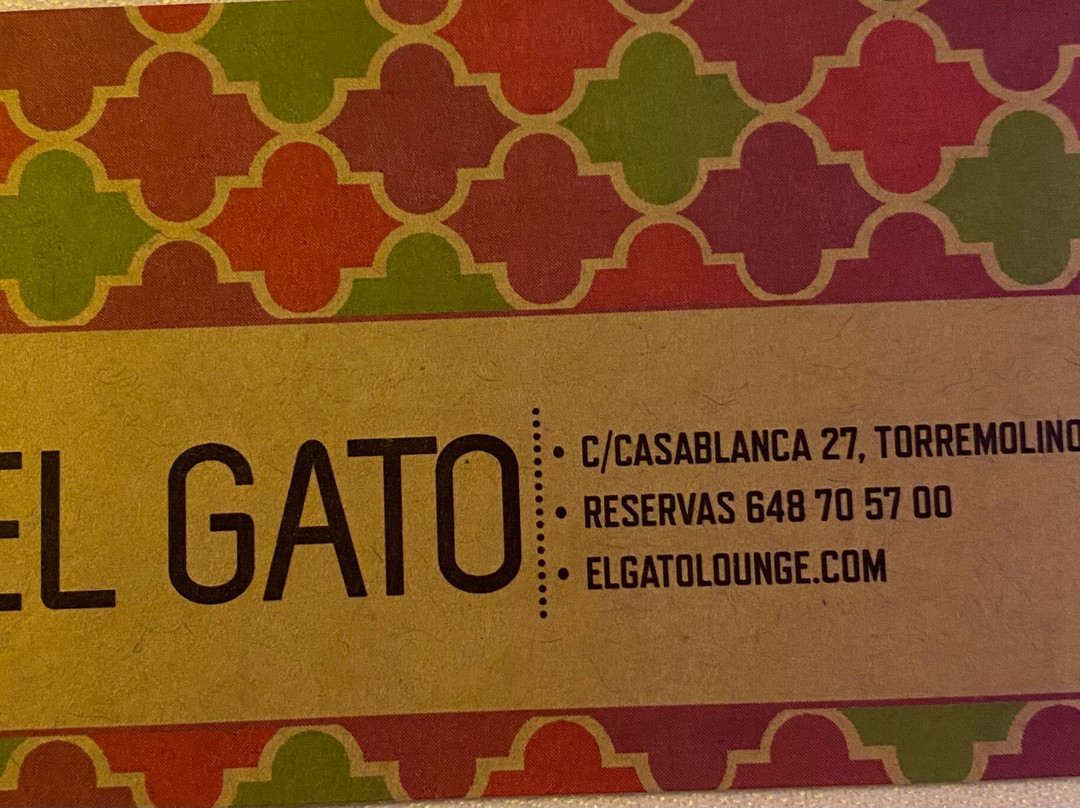 EL GATO
• C/CASABLANCA 27, TORREMOLINO
• RESERVAS 648 70 57 00
• ELGATOLOUNGE.COM